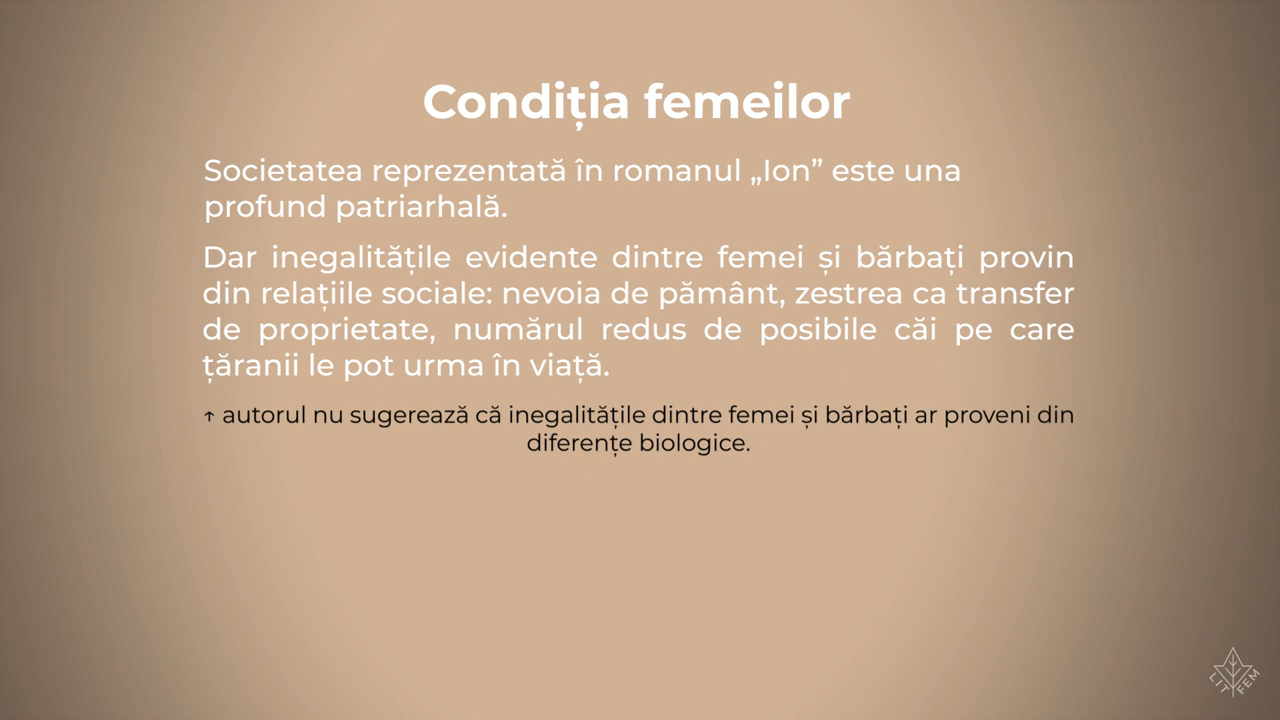 Condiția femeilor
Societatea reprezentată în romanul „Ion” este una
profund patriarhală.
Dar inegalitățile evidente dintre femei și bărbați provin
din relațiile sociale: nevoia de pământ, zestrea ca transfer
de proprietate, numărul redus de posibile căi pe care
țăranii le pot urma în viață.
↑ autorul nu sugerează că inegalitățile dintre femei și bărbați ar proveni din
diferențe biologice.
LIT FEM